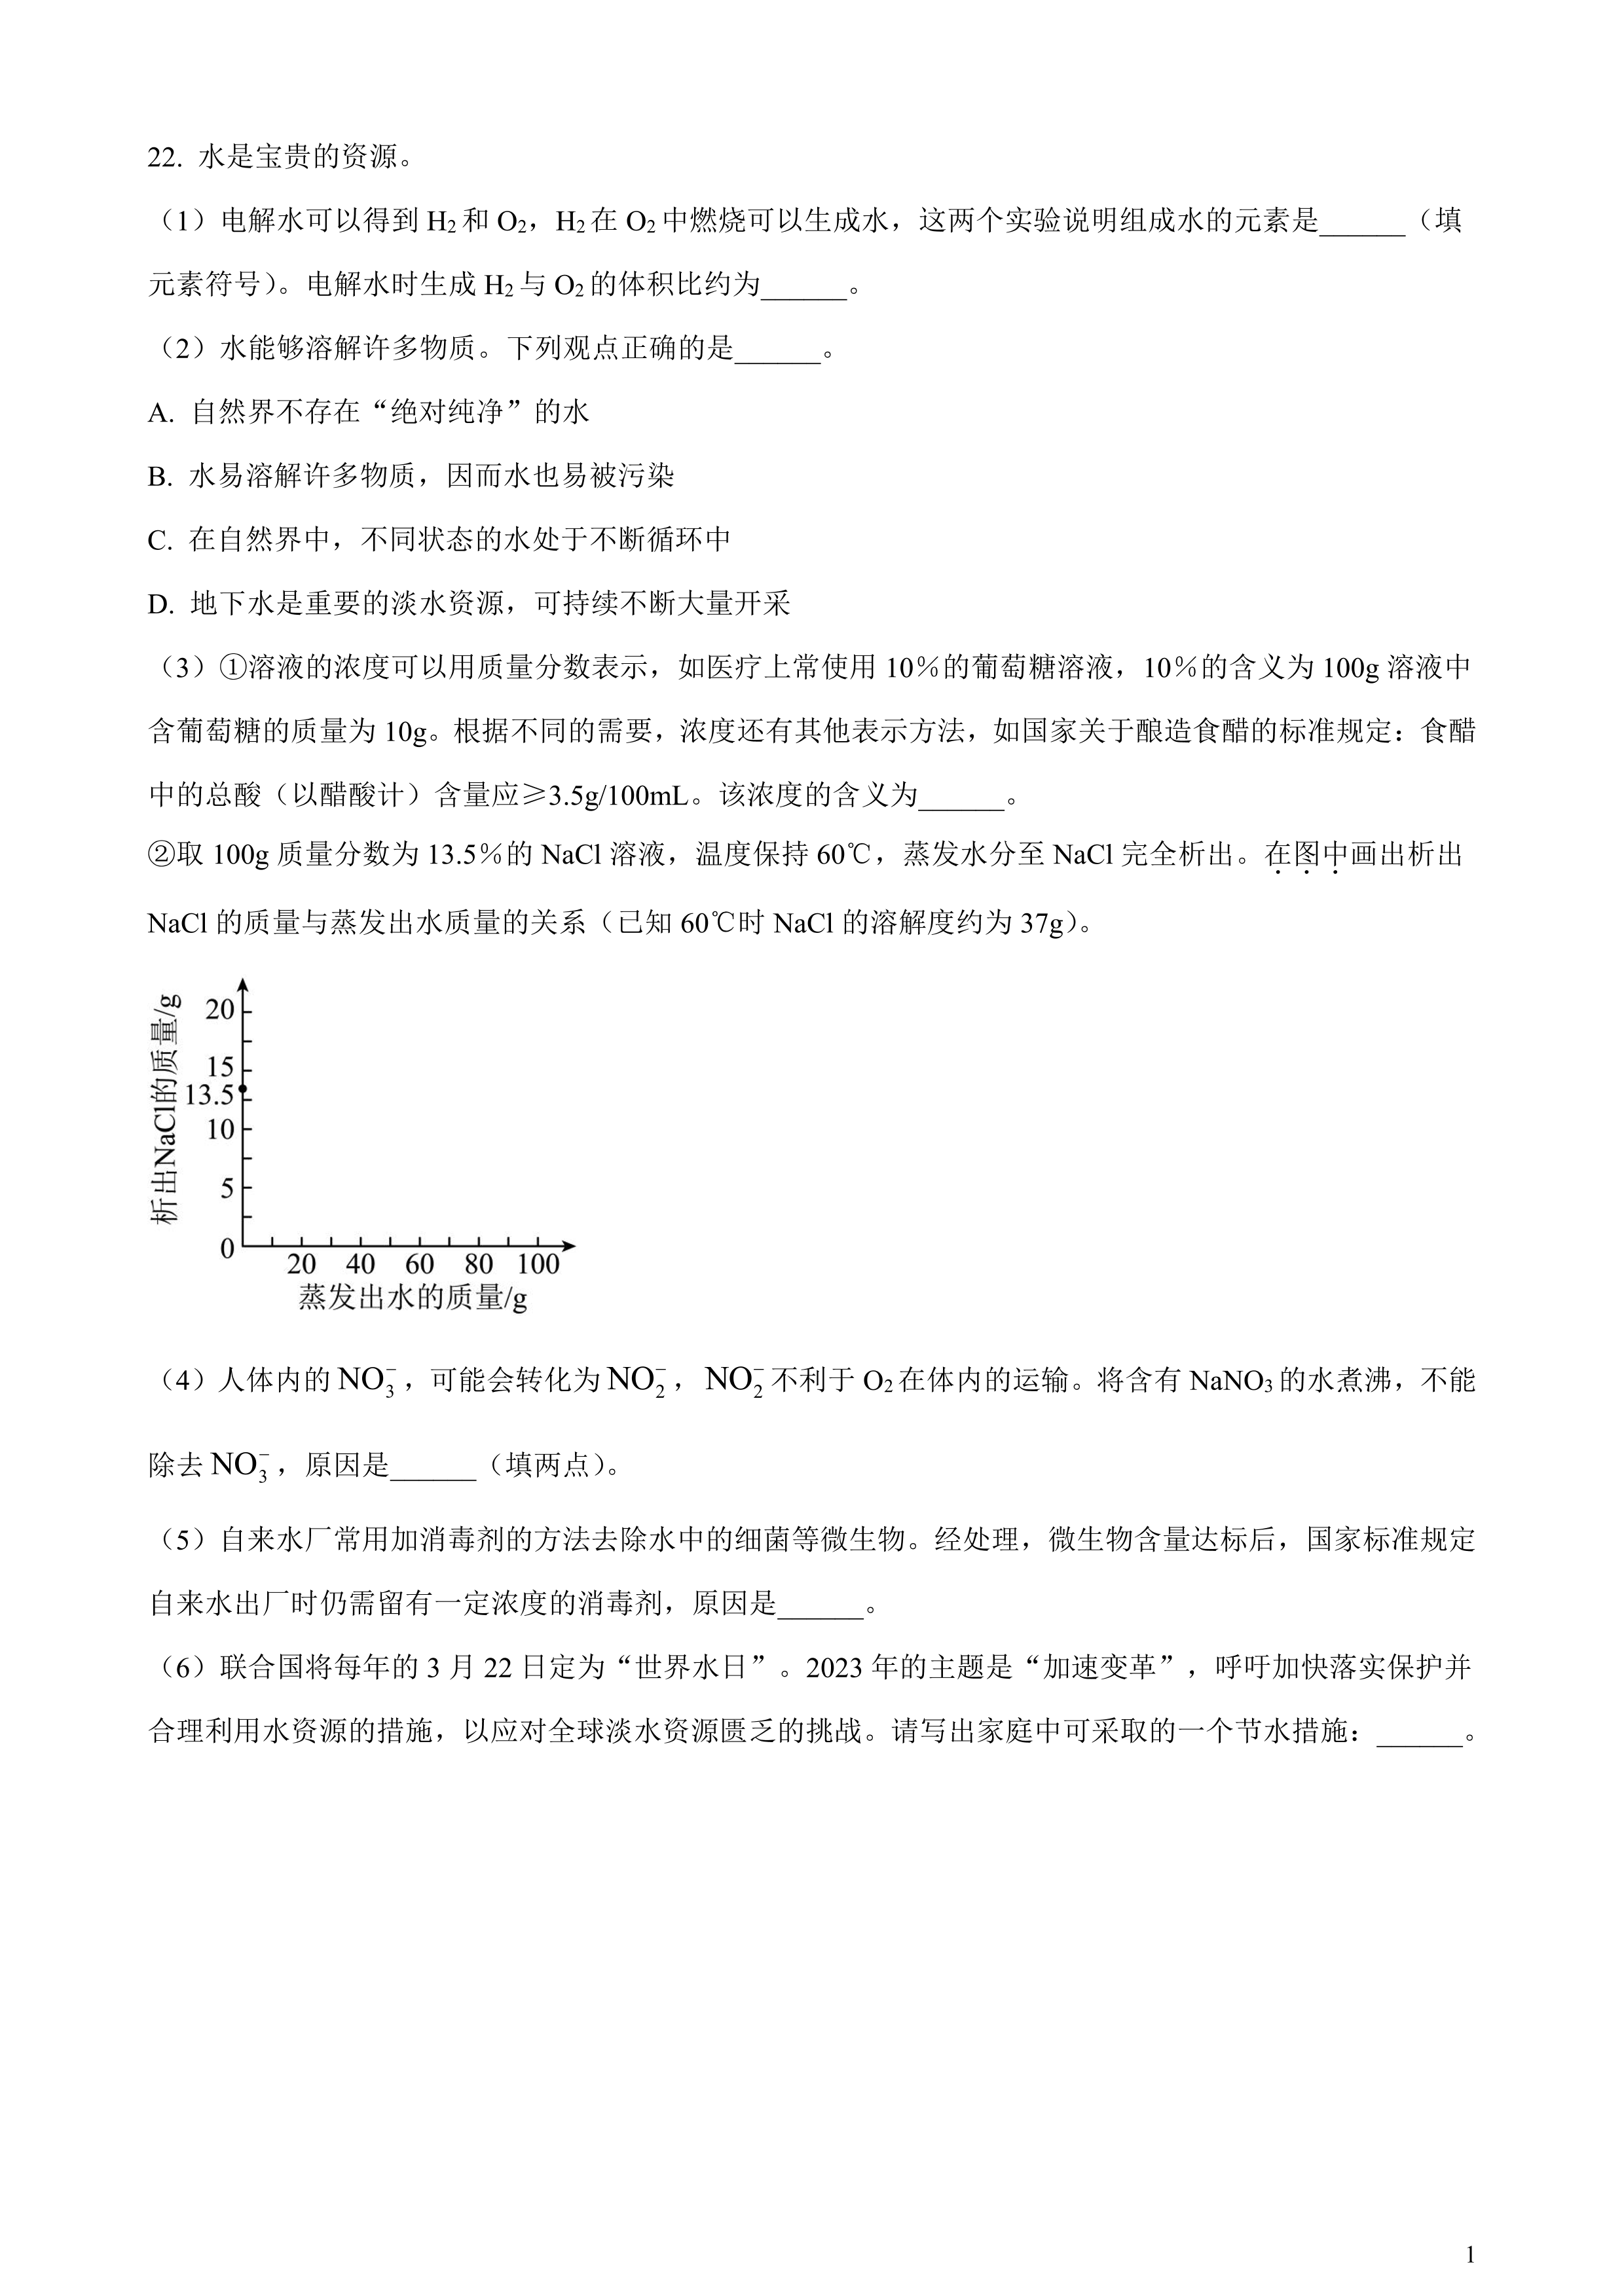 22. 水是宝贵的资源。
（1）电解水可以得到 H₂和 O₂，H₂在 O₂中燃烧可以生成水，这两个实验说明组成水的元素是______（填
元素符号）。电解水时生成 H₂与 O₂的体积比约为______。
（2）水能够溶解许多物质。下列观点正确的是______。
A. 自然界不存在“绝对纯净”的水
B. 水易溶解许多物质，因而水也易被污染
C. 在自然界中，不同状态的水处于不断循环中
D. 地下水是重要的淡水资源，可持续不断大量开采
（3）①溶液的浓度可以用质量分数表示，如医疗上常使用 10％的葡萄糖溶液，10％的含义为 100g 溶液中
含葡萄糖的质量为 10g。根据不同的需要，浓度还有其他表示方法，如国家关于酿造食醋的标准规定：食醋
中的总酸（以醋酸计）含量应≥3.5g/100mL。该浓度的含义为______。
②取 100g 质量分数为 13.5％的 NaCl 溶液，温度保持 60℃，蒸发水分至 NaCl 完全析出。在图中画出析出
NaCl 的质量与蒸发出水质量的关系（已知 60℃时 NaCl 的溶解度约为 37g）。
析出NaCl的质量/g
20
15
13.5
10
5
0
20 40 60 80 100
蒸发出水的质量/g
（4）人体内的 NO₃⁻，可能会转化为 NO₂⁻，NO₂⁻ 不利于 O₂在体内的运输。将含有 NaNO₃的水煮沸，不能
除去 NO₃⁻，原因是______（填两点）。
（5）自来水厂常用加消毒剂的方法去除水中的细菌等微生物。经处理，微生物含量达标后，国家标准规定
自来水出厂时仍需留有一定浓度的消毒剂，原因是______。
（6）联合国将每年的 3 月 22 日定为“世界水日”。2023 年的主题是“加速变革”，呼吁加快落实保护并
合理利用水资源的措施，以应对全球淡水资源匮乏的挑战。请写出家庭中可采取的一个节水措施：______。
1